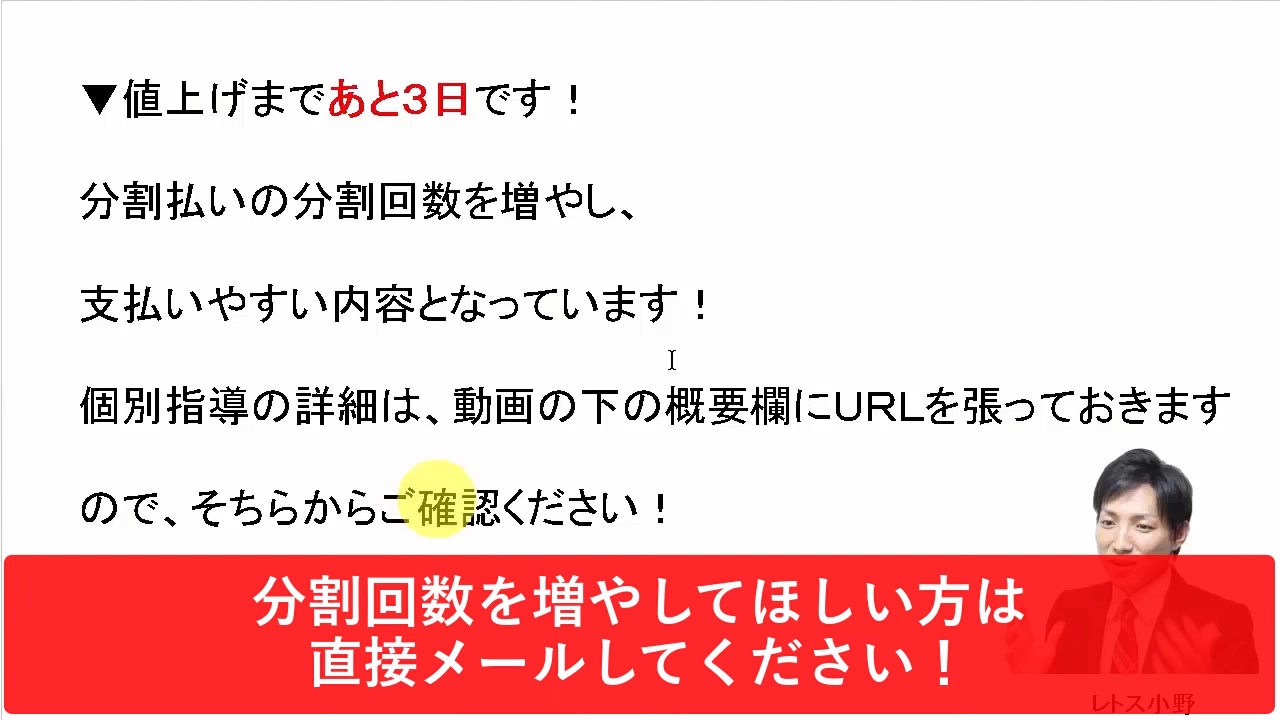 ▼値上げまであと3日です！
分割払いの分割回数を増やし、
支払いやすい内容となっています！
個別指導の詳細は、動画の下の概要欄にＵＲＬを張っておきます
ので、そちらからご確認ください！
分割回数を増やしてほしい方は
直接メールしてください！
レトス小野